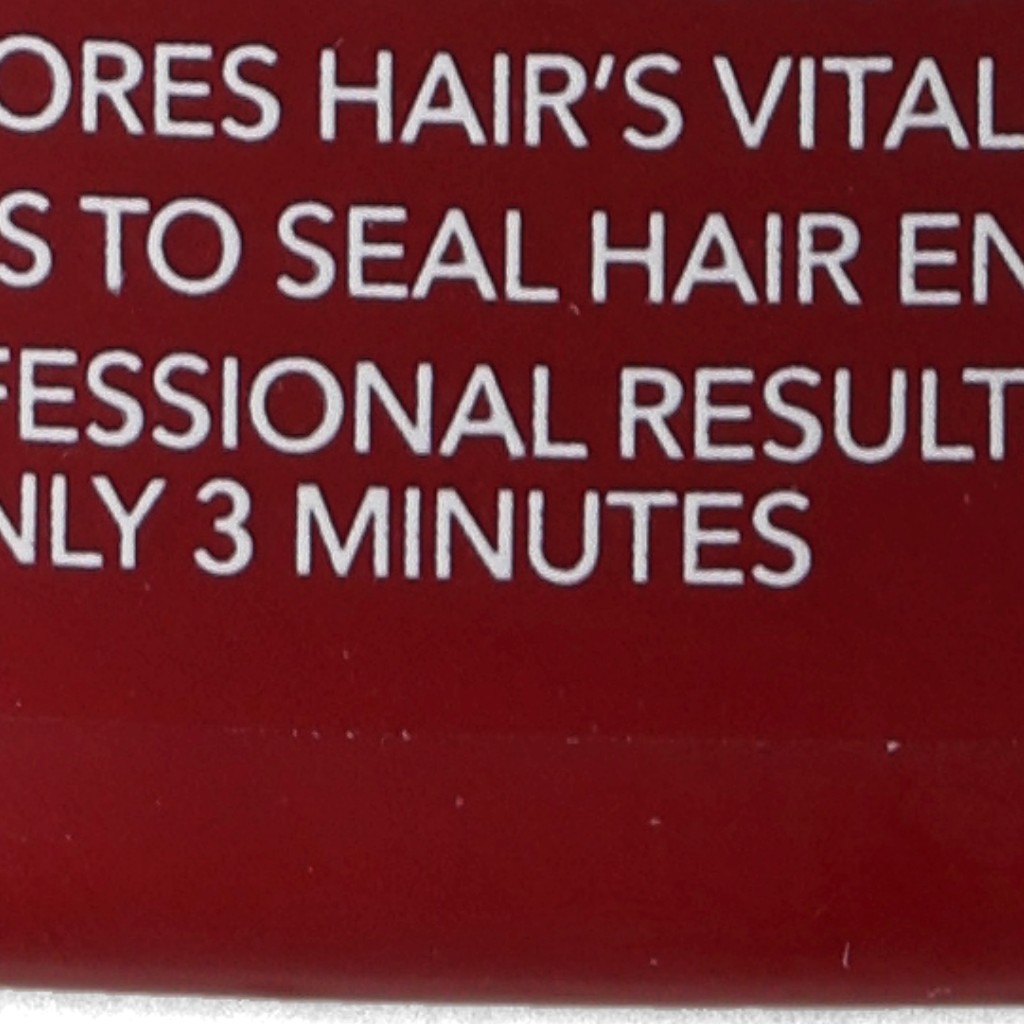 ORES HAIR'S VITAL
S TO SEAL HAIR EN
FESSIONAL RESULT
NLY 3 MINUTES